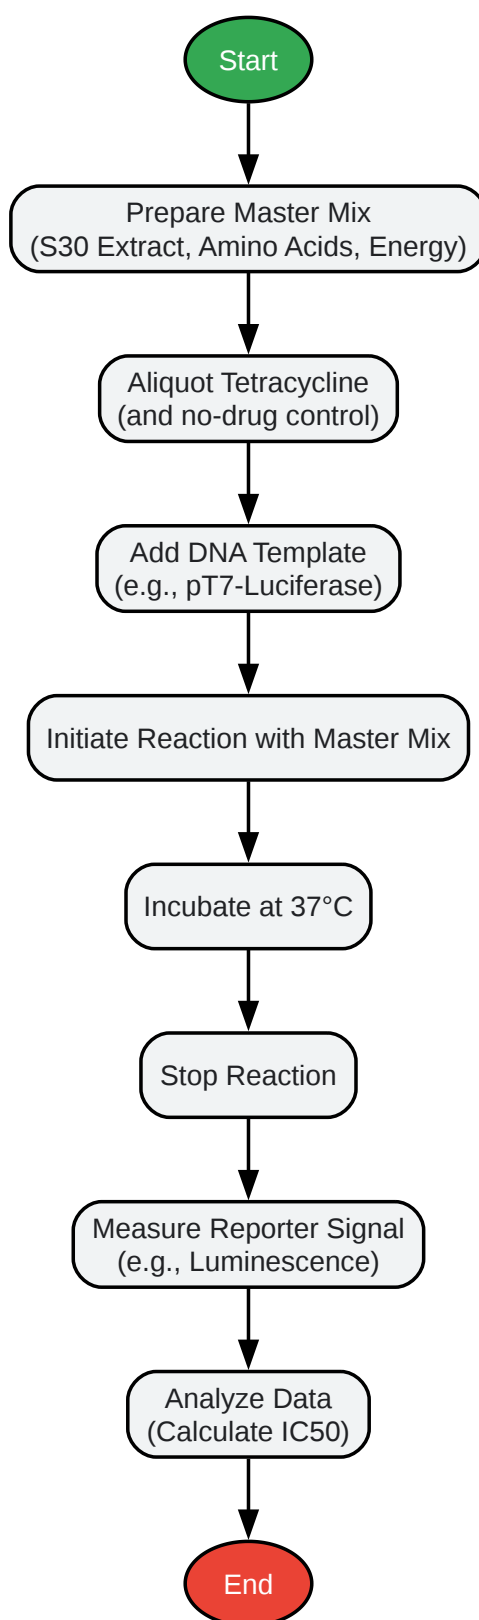 Start
Prepare Master Mix
(S30 Extract, Amino Acids, Energy)
Aliquot Tetracycline
(and no-drug control)
Add DNA Template
(e.g., pT7-Luciferase)
Initiate Reaction with Master Mix
Incubate at 37°C
Stop Reaction
Measure Reporter Signal
(e.g., Luminescence)
Analyze Data
(Calculate IC50)
End